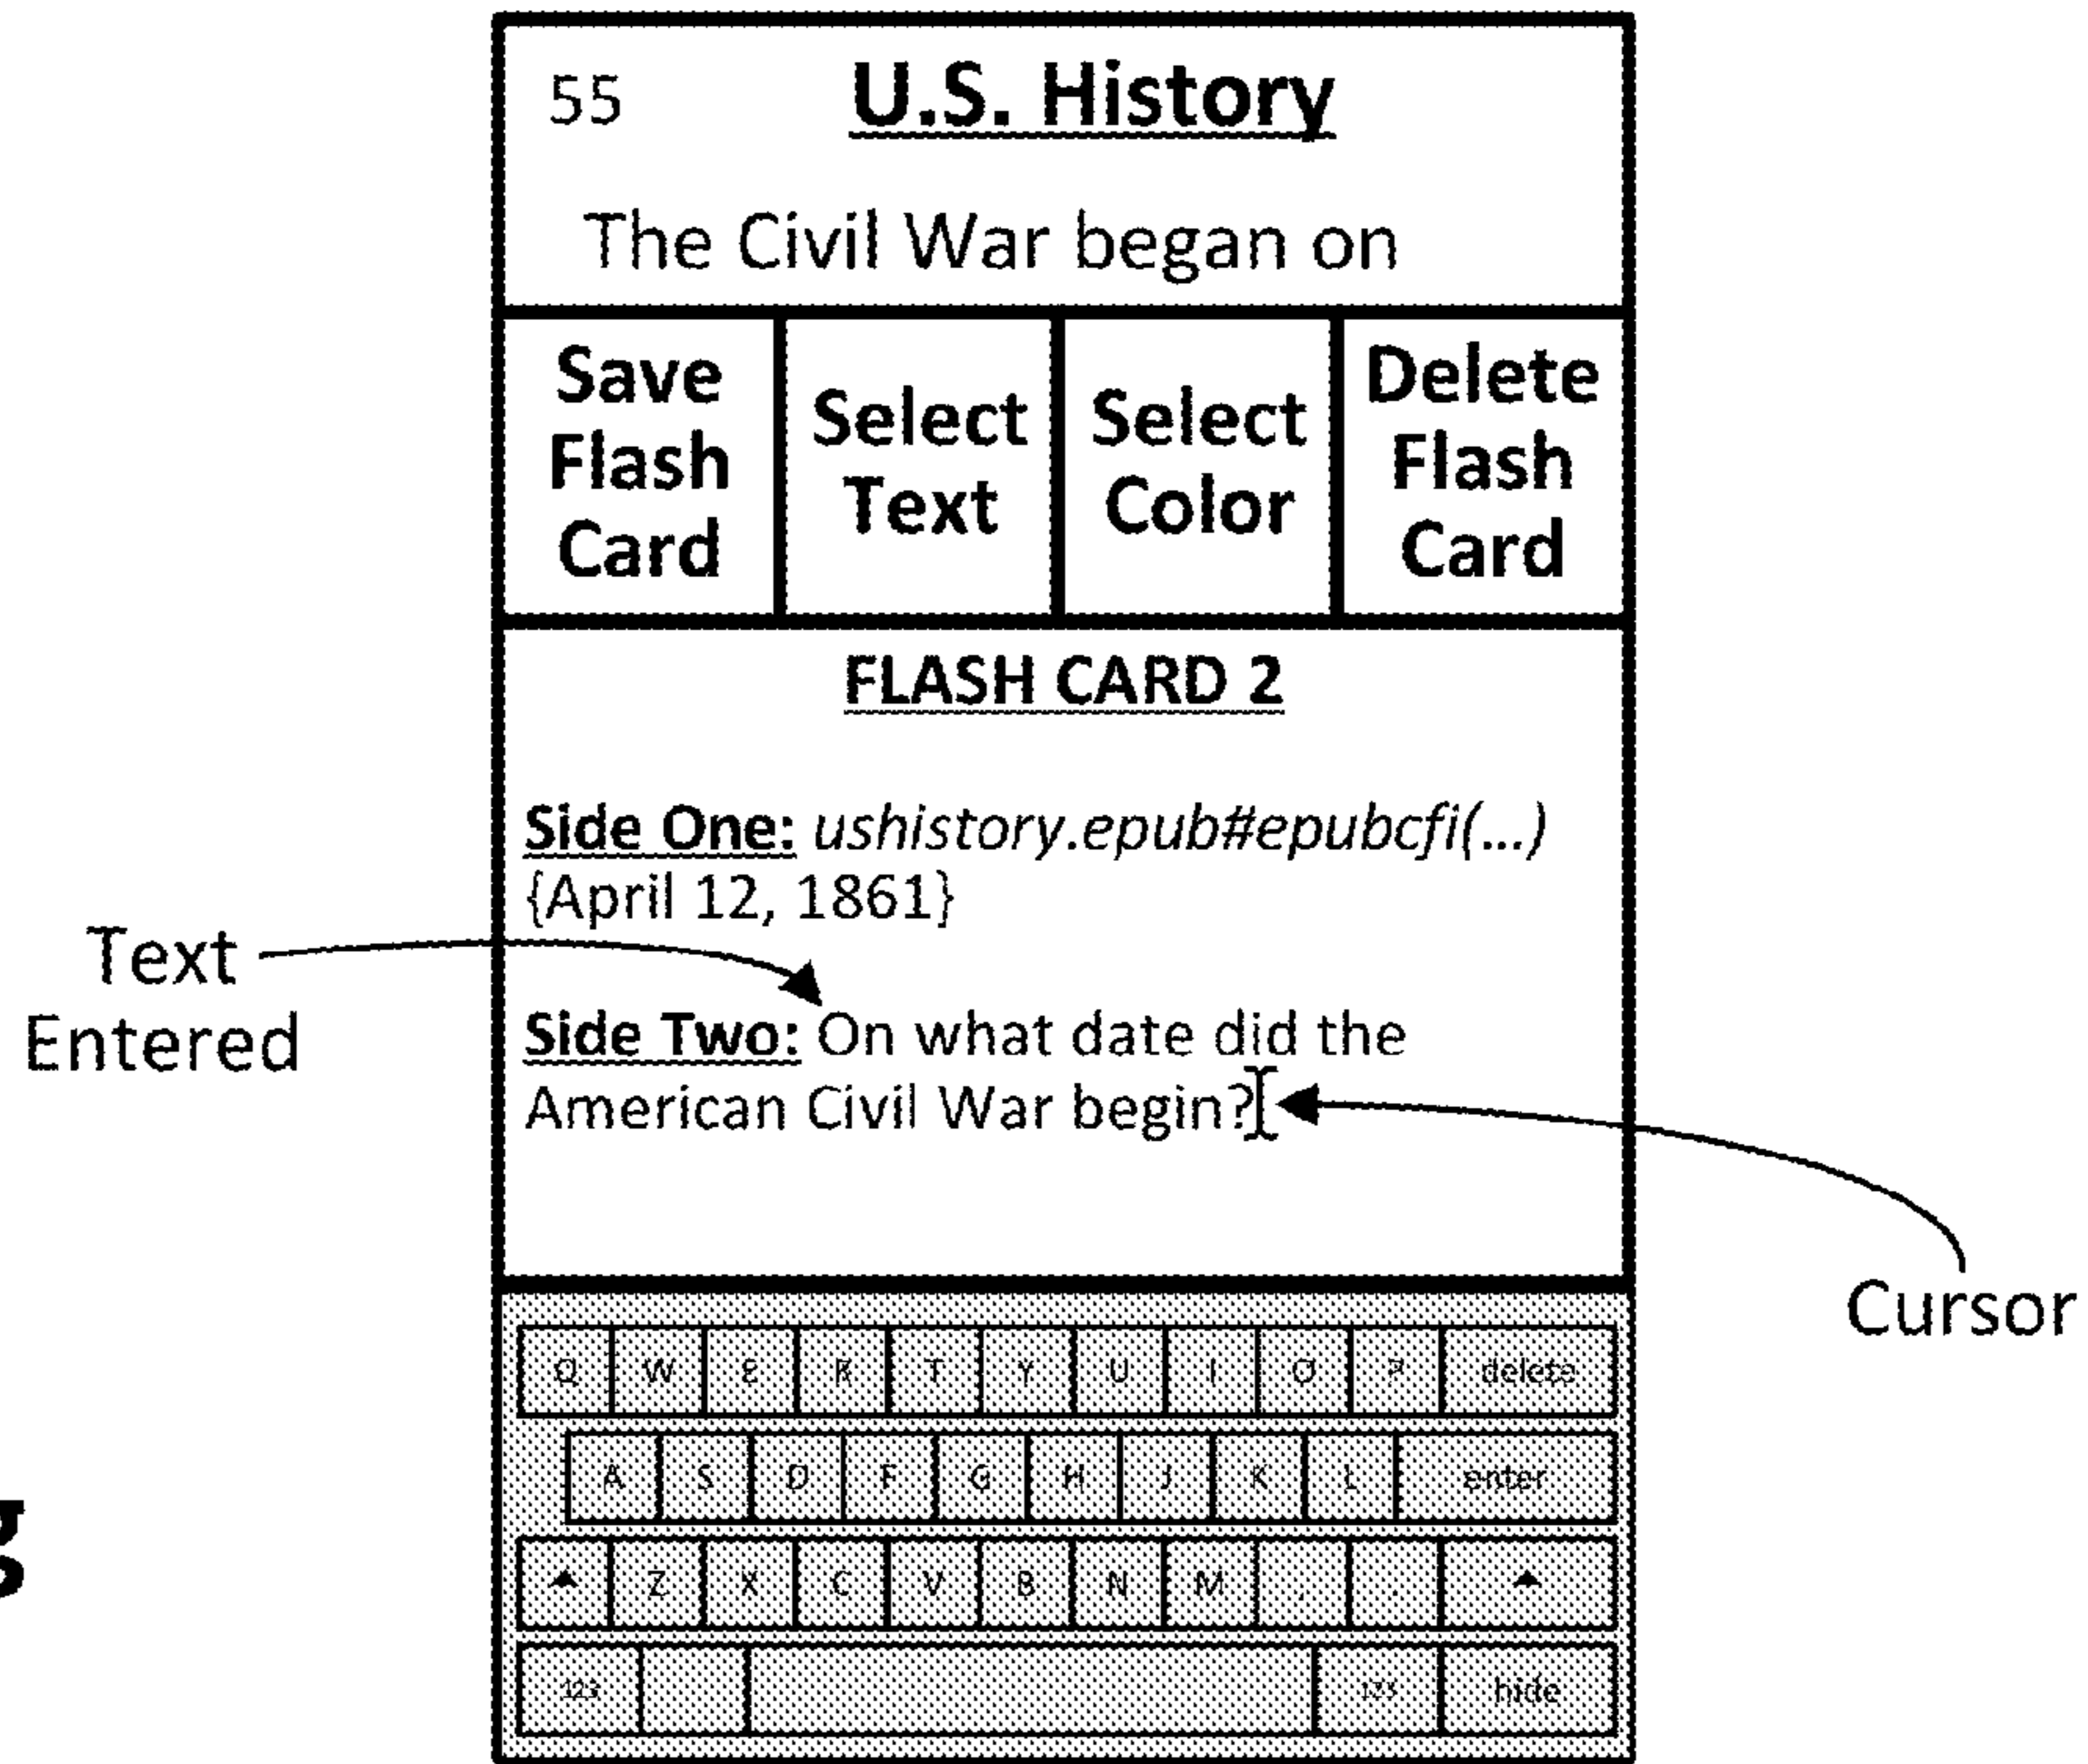 55 U.S. History
The Civil War began on
Save Flash Card
Select Text
Select Color
Delete Flash Card
FLASH CARD 2
Side One: ushistory.epub#epubcfi(...)
{April 12, 1861}
Text Entered
Side Two: On what date did the
American Civil War begin?
Cursor
Q W E R T Y U I O P delete
A S D F G H J K L enter
g
Z X C V B N M , .
123 123 hide